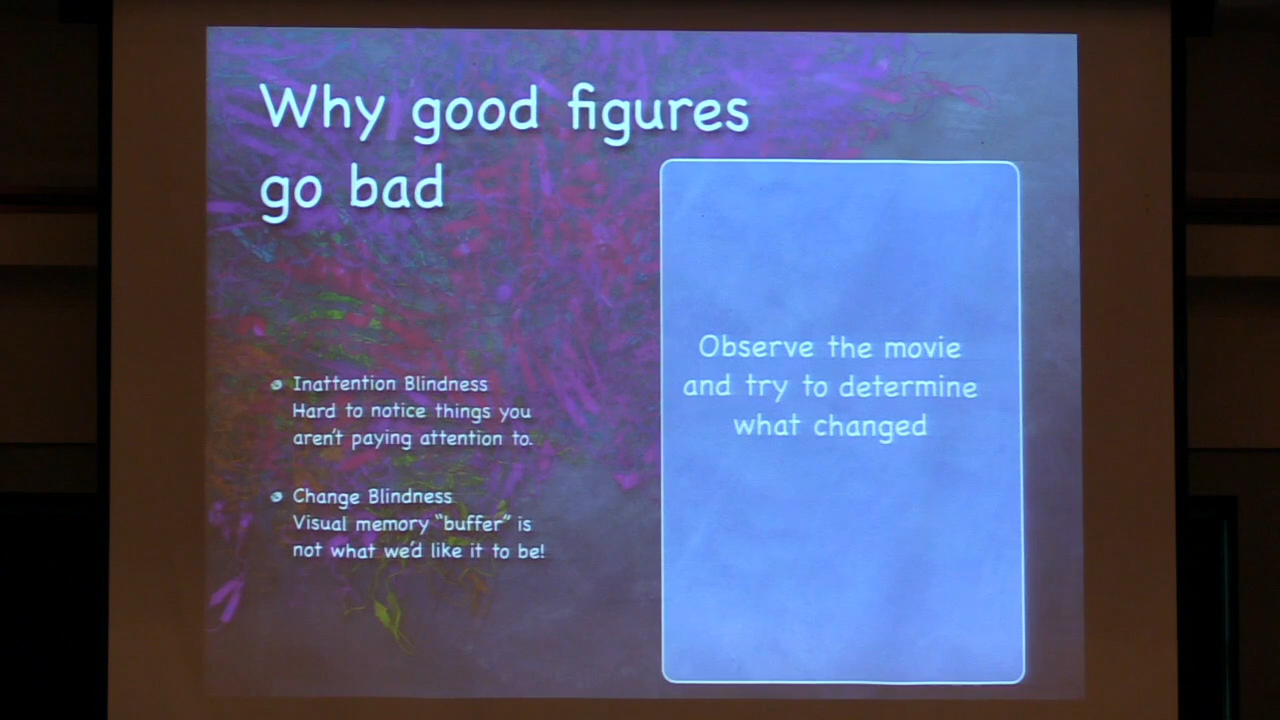 Why good figures
go bad
Inattention Blindness
Hard to notice things you
aren't paying attention to.
Change Blindness
Visual memory "buffer" is
not what we'd like it to be!
Observe the movie
and try to determine
what changed